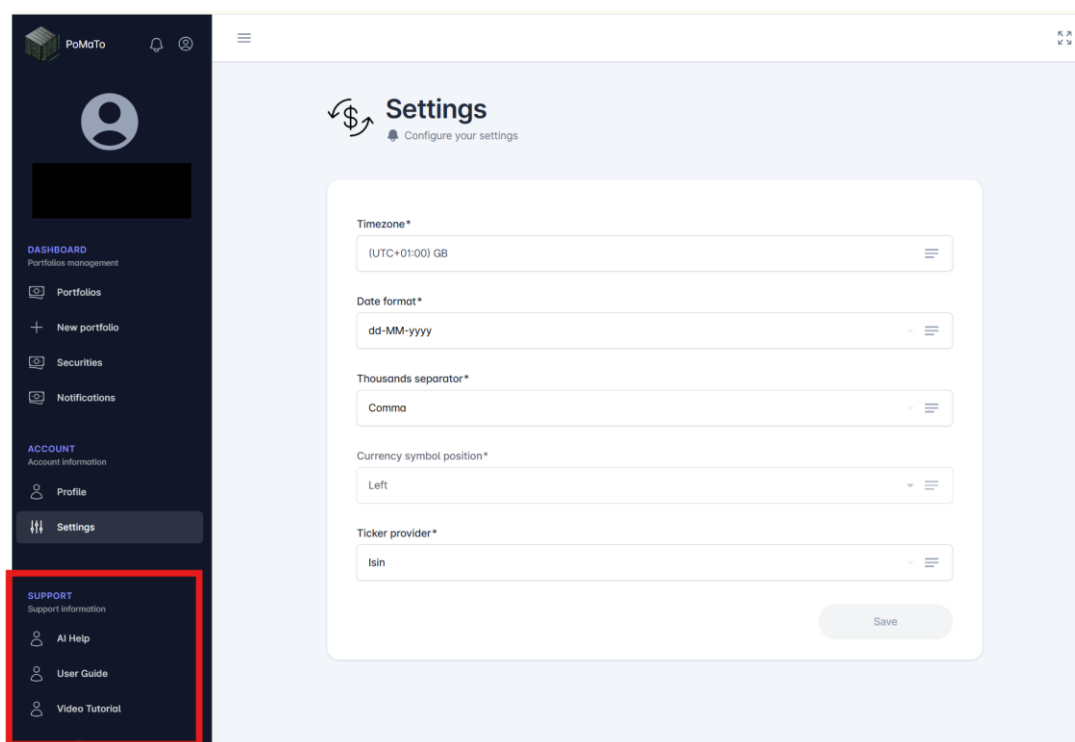 PoMaTo
DASHBOARD
Portfolios management
Portfolios
New portfolio
Securities
Notifications
ACCOUNT
Account information
Profile
Settings
SUPPORT
Support information
AI Help
User Guide
Video Tutorial
Settings
Configure your settings
Timezone*
(UTC+01:00) GB
Date format*
dd-MM-yyyy
Thousands separator*
Comma
Currency symbol position*
Left
Ticker provider*
Isin
Save